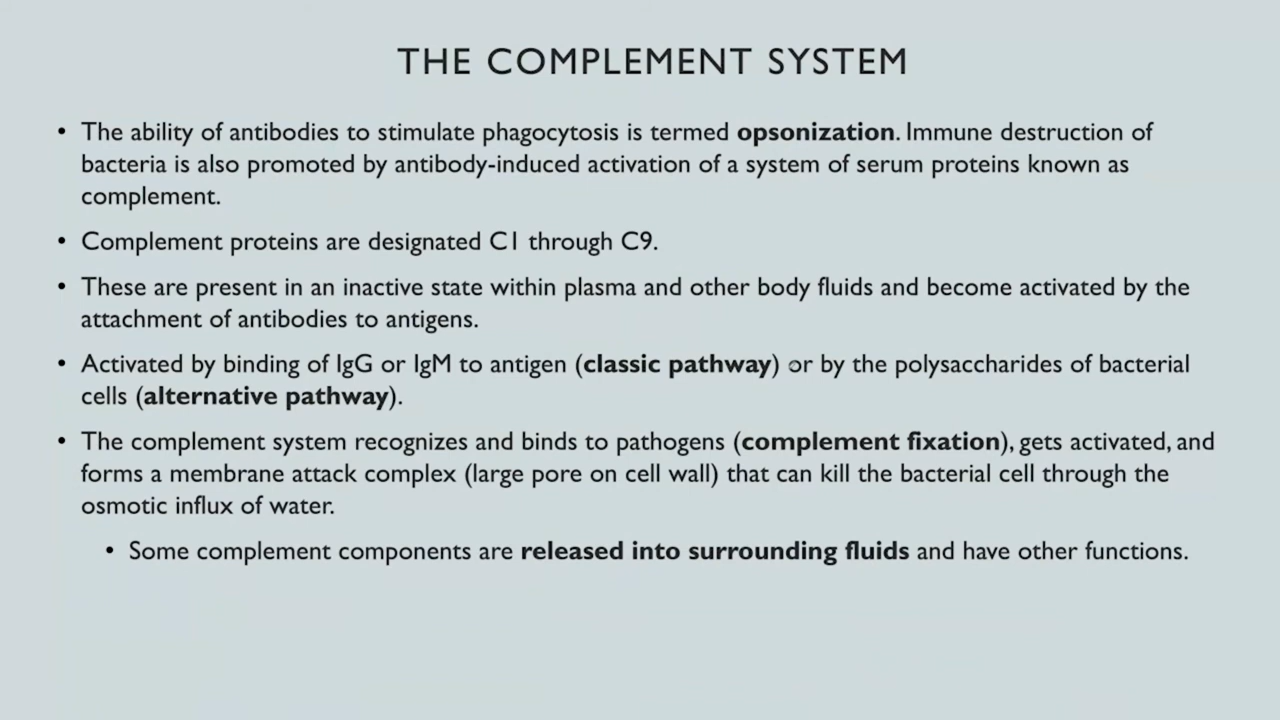 THE COMPLEMENT SYSTEM
• The ability of antibodies to stimulate phagocytosis is termed opsonization. Immune destruction of
bacteria is also promoted by antibody-induced activation of a system of serum proteins known as
complement.
• Complement proteins are designated C1 through C9.
• These are present in an inactive state within plasma and other body fluids and become activated by the
attachment of antibodies to antigens.
• Activated by binding of IgG or IgM to antigen (classic pathway) or by the polysaccharides of bacterial
cells (alternative pathway).
• The complement system recognizes and binds to pathogens (complement fixation), gets activated, and
forms a membrane attack complex (large pore on cell wall) that can kill the bacterial cell through the
osmotic influx of water.
• Some complement components are released into surrounding fluids and have other functions.